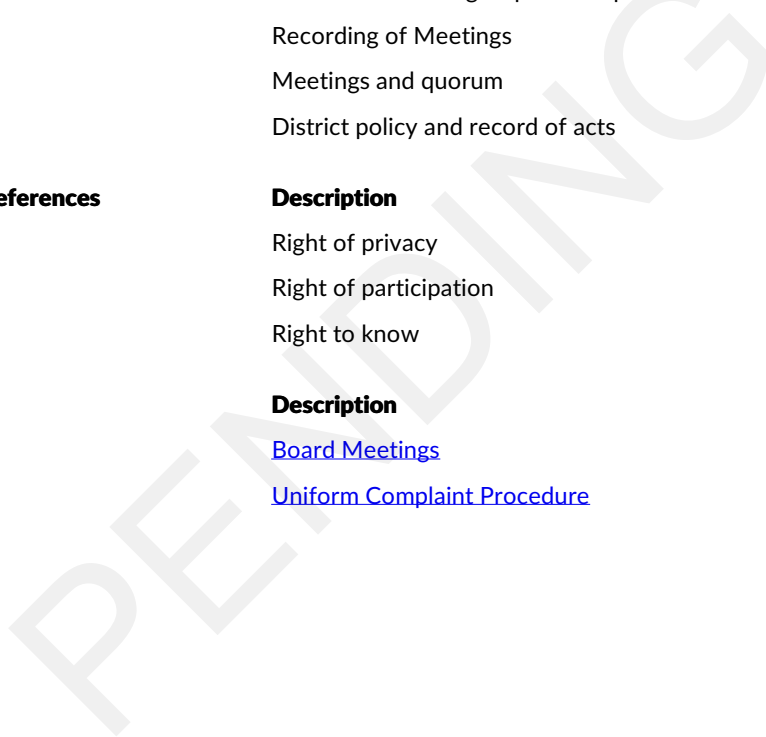 Recording of Meetings
Meetings and quorum
District policy and record of acts
eferences Description
Right of privacy
Right of participation
Right to know
Description
Board Meetings
Uniform Complaint Procedure
PENDING